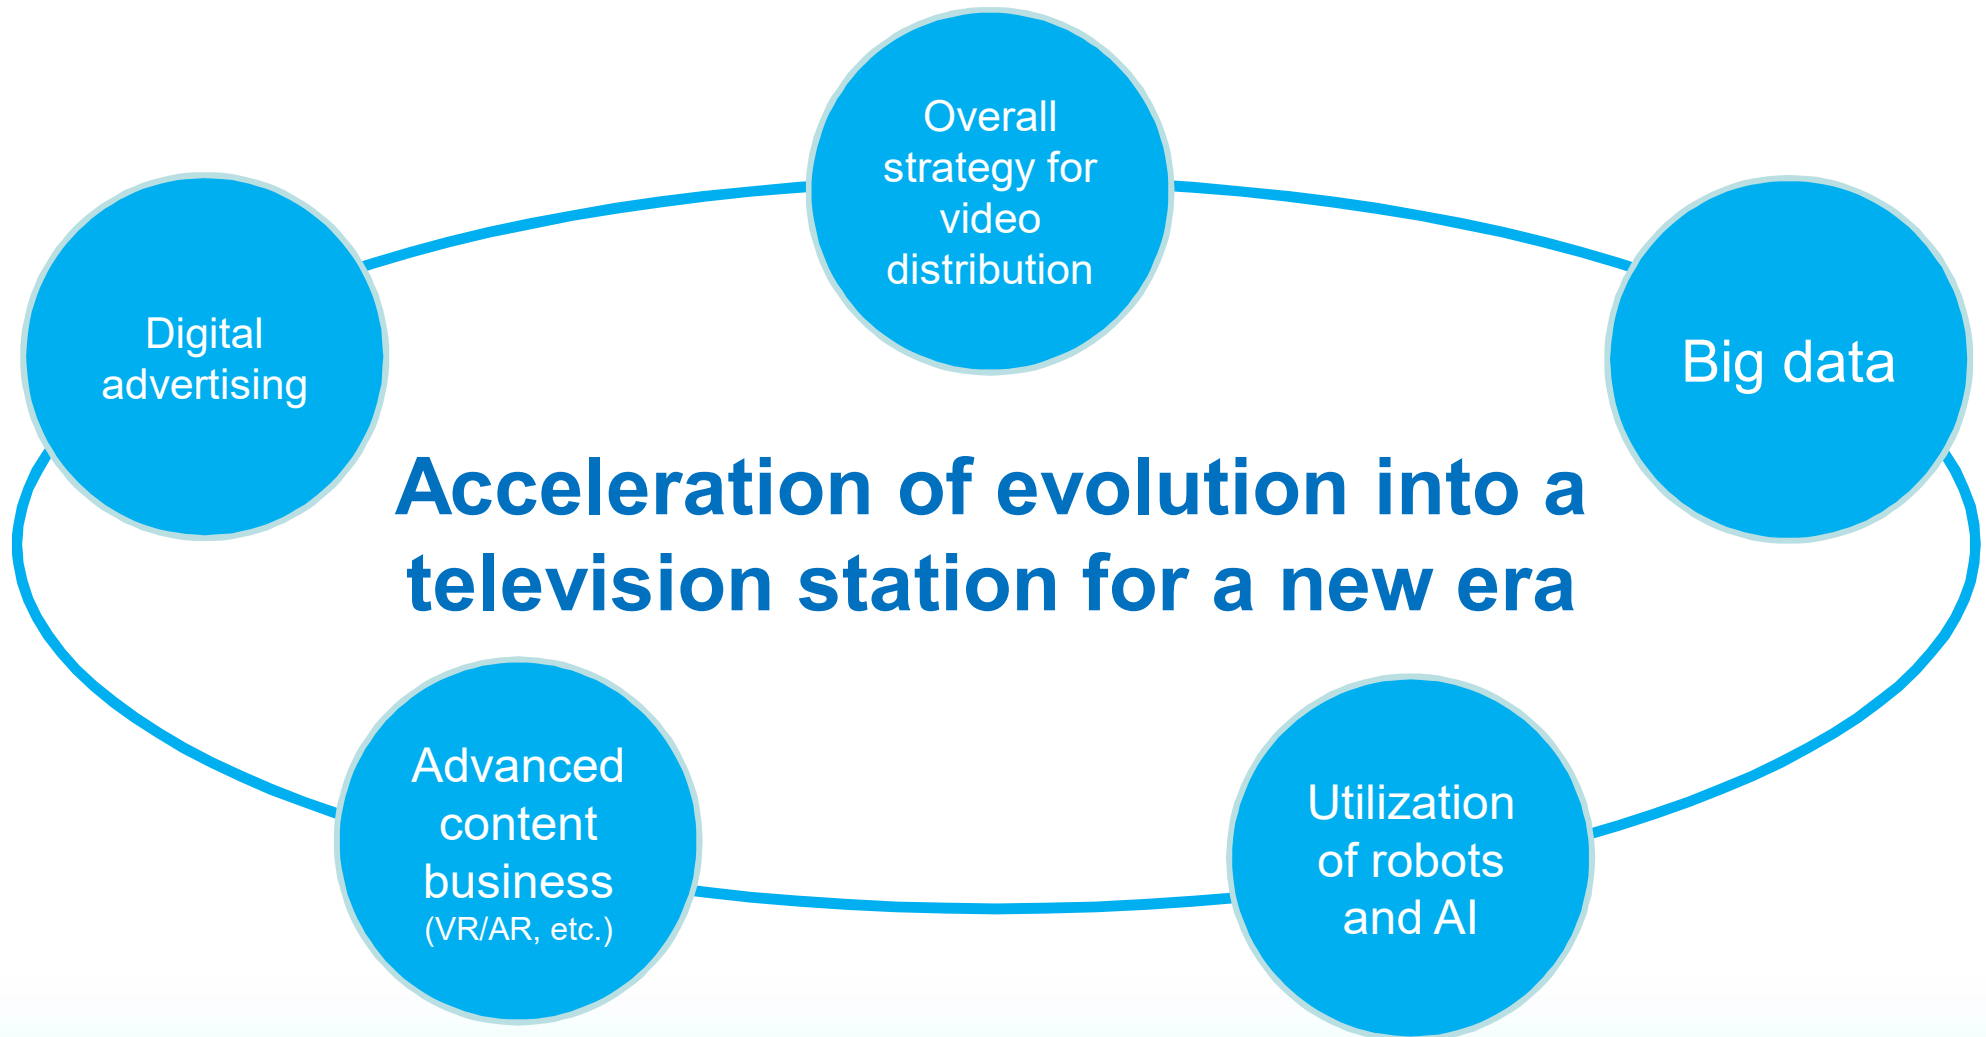 Overall
strategy for
video
distribution
Digital
advertising
Big data
Acceleration of evolution into a
television station for a new era
Advanced
content
business
(VR/AR, etc.)
Utilization
of robots
and AI